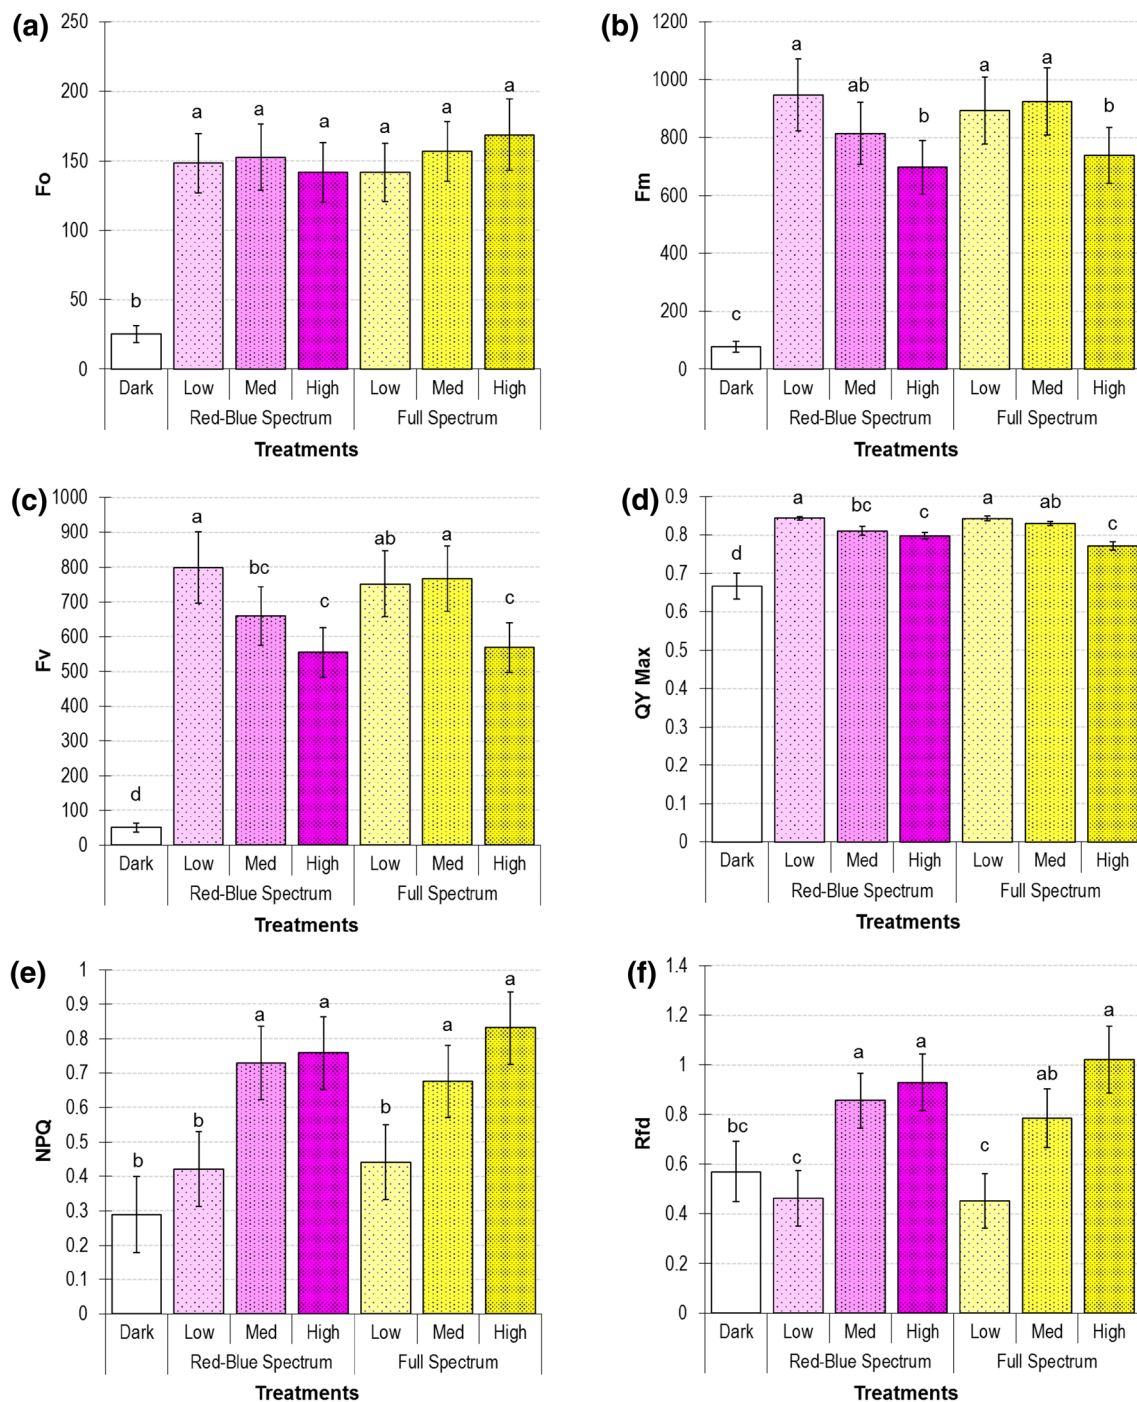 (a)
250
200
150
100
50
0
Fo
b
a
a
a
a
a
a
Dark Low Med High Low Med High
Red-Blue Spectrum Full Spectrum
Treatments
(b)
1200
1000
800
600
400
200
0
Fm
c
a
ab
b
a
a
b
Dark Low Med High Low Med High
Red-Blue Spectrum Full Spectrum
Treatments
(c)
1000
900
800
700
600
500
400
300
200
100
0
Fv
d
a
bc
c
ab
a
c
Dark Low Med High Low Med High
Red-Blue Spectrum Full Spectrum
Treatments
(d)
0.9
0.8
0.7
0.6
0.5
0.4
0.3
0.2
0.1
0
QY Max
d
a
bc
c
a
ab
c
Dark Low Med High Low Med High
Red-Blue Spectrum Full Spectrum
Treatments
(e)
1
0.9
0.8
0.7
0.6
0.5
0.4
0.3
0.2
0.1
0
NPQ
b
b
a
a
b
a
a
Dark Low Med High Low Med High
Red-Blue Spectrum Full Spectrum
Treatments
(f)
1.4
1.2
1
0.8
0.6
0.4
0.2
0
Rfd
bc
c
a
a
c
ab
a
Dark Low Med High Low Med High
Red-Blue Spectrum Full Spectrum
Treatments